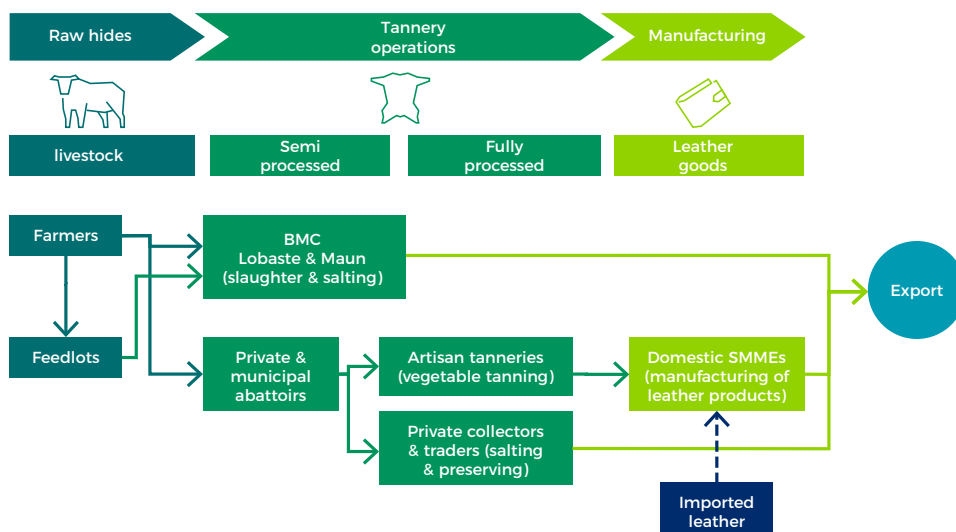 Raw hides
Tannery
operations
Manufacturing
livestock
Semi
processed
Fully
processed
Leather
goods
Farmers
BMC
Lobaste & Maun
(slaughter & salting)
Export
Feedlots
Private &
municipal
abattoirs
Artisan tanneries
(vegetable tanning)
Domestic SMMEs
(manufacturing of
leather products)
Private collectors
& traders (salting
& preserving)
Imported
leather